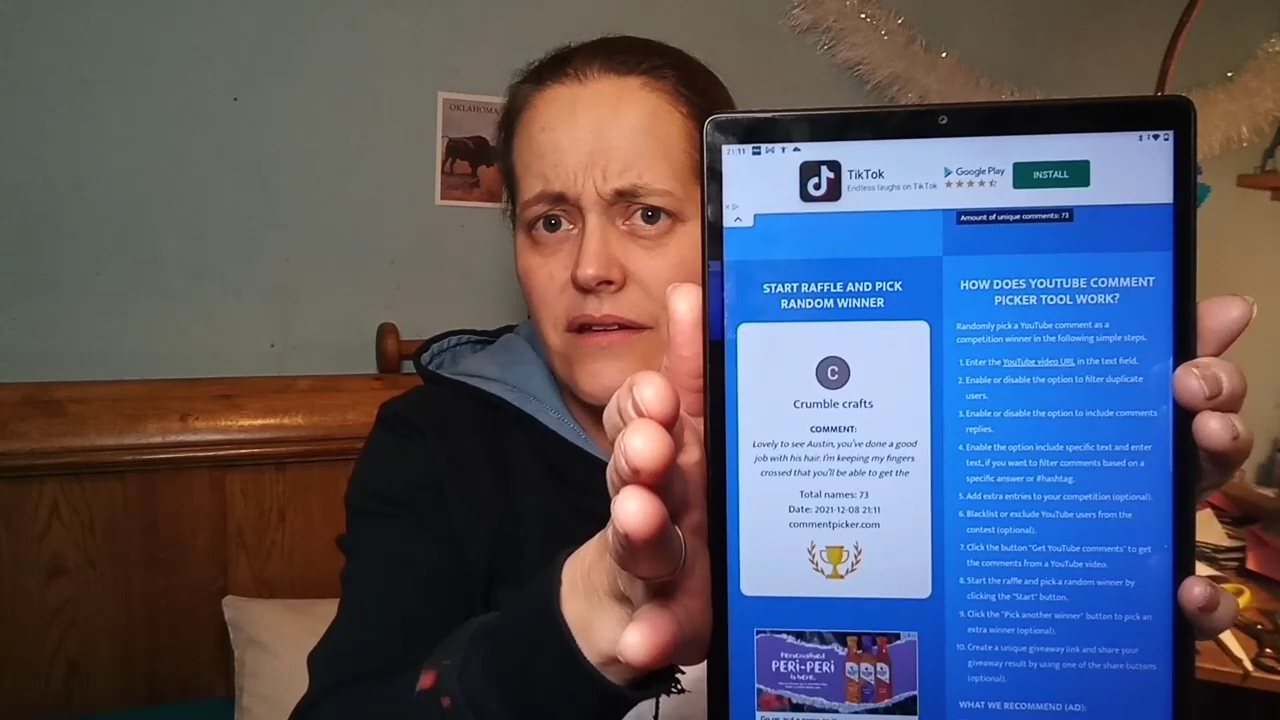 OKLAHOMA
21:11
TikTok
Endless laughs on TikTok
Google Play
INSTALL
Amount of unique comments: 73
START RAFFLE AND PICK
RANDOM WINNER
C
Crumble crafts
COMMENT:
Lovely to see Austin, you've done a good
job with his hair. I'm keeping my fingers
crossed that you'll be able to get the
Total names: 73
Date: 2021-12-08 21:11
commentpicker.com
Personalised
PERI-PERI
is here.
HOW DOES YOUTUBE COMMENT
PICKER TOOL WORK?
Randomly pick a YouTube comment as a
competition winner in the following simple steps.
1. Enter the YouTube video URL in the text field.
2. Enable or disable the option to filter duplicate
users.
3. Enable or disable the option to include comments
replies.
4. Enable the option include specific text and enter
text, if you want to filter comments based on a
specific answer or #hashtag.
5. Add extra entries to your competition (optional).
6. Blacklist or exclude YouTube users from the
contest (optional).
7. Click the button "Get YouTube comments" to get
the comments from a YouTube video.
8. Start the raffle and pick a random winner by
clicking the "Start" button.
9. Click the "Pick another winner" button to pick an
extra winner (optional).
10. Create a unique giveaway link and share your
giveaway result by using one of the share buttons
(optional).
WHAT WE RECOMMEND (AD):